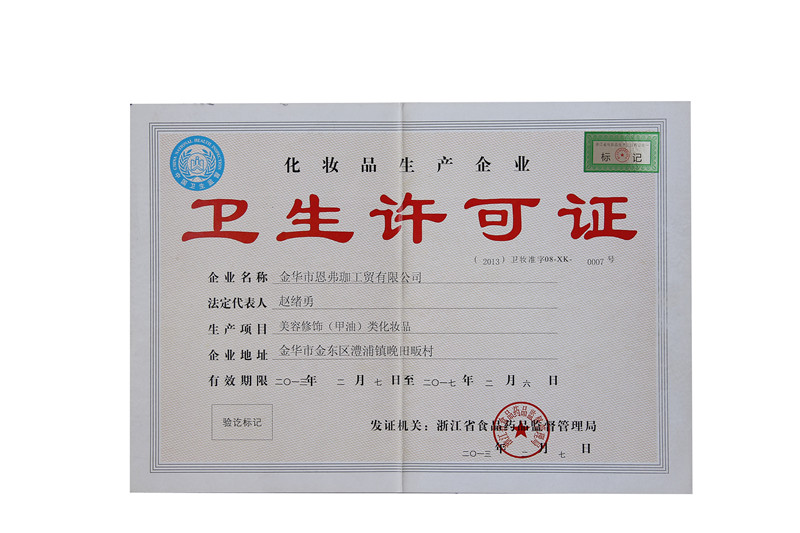 化妆品生产企业
标 记
卫生许可证
( 2013 ) 卫妆准字08-XK- 0007 号
企业名称 金华市恩弗珈工贸有限公司
法定代表人 赵绪勇
生产项目 美容修饰（甲油）类化妆品
企业地址 金华市金东区澧浦镇晚田畈村
有效期限 二〇一三年 二 月 七 日至 二〇一七 年 二 月 六 日
验讫标记
发证机关：浙江省食品药品监督管理局
二〇一三 年 二 月 七 日